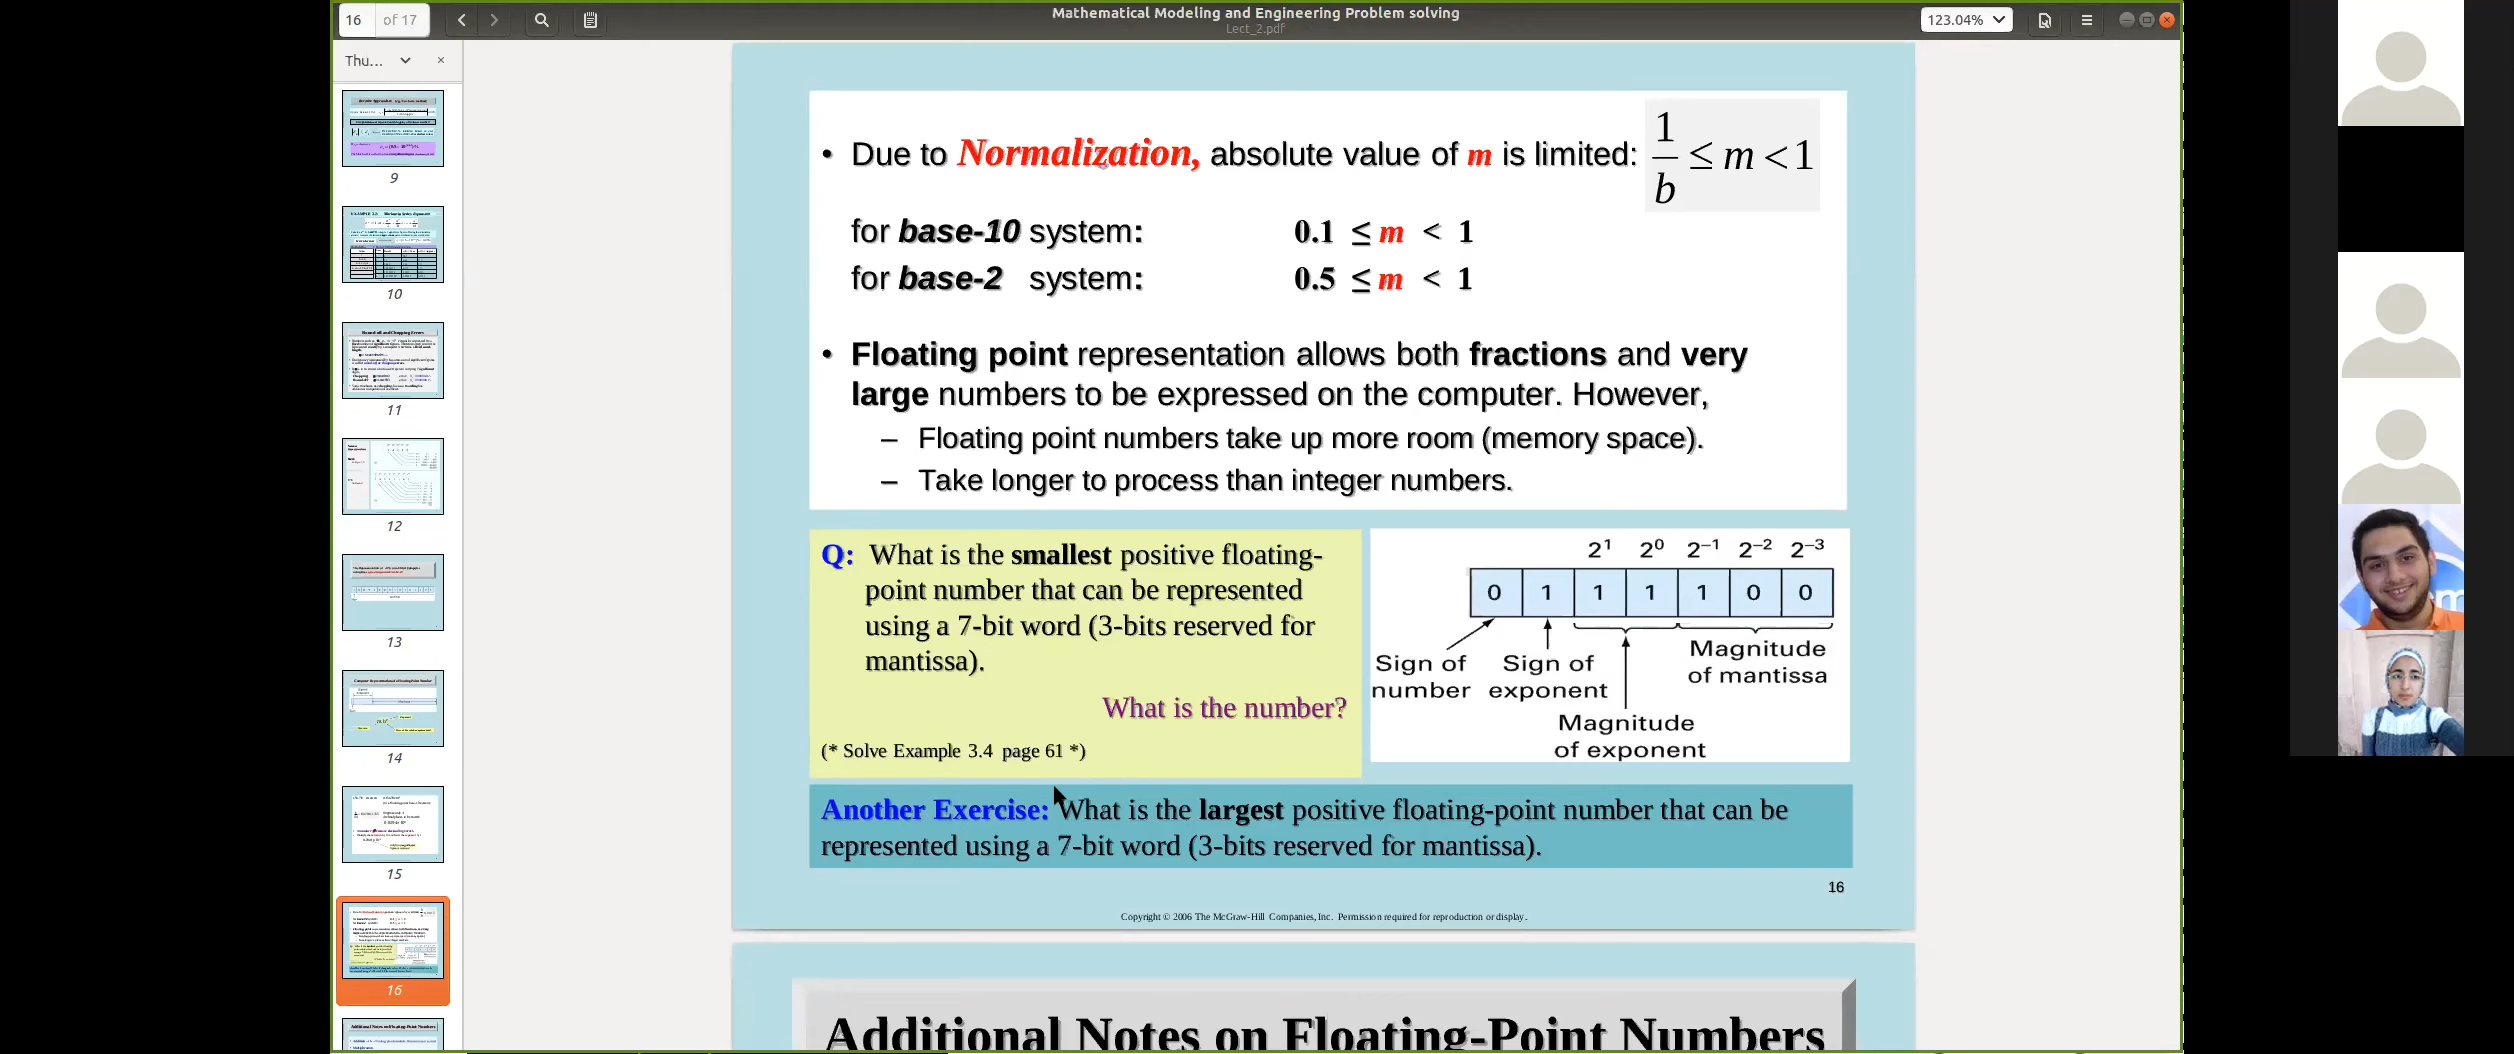 16 of 17
Mathematical Modeling and Engineering Problem solving
Lect_2.pdf
123.04%
Thu...
9
10
11
12
13
14
15
16
• Due to Normalization, absolute value of m is limited: 1/b ≤ m < 1
for base-10 system: 0.1 ≤ m < 1
for base-2 system: 0.5 ≤ m < 1
• Floating point representation allows both fractions and very
large numbers to be expressed on the computer. However,
– Floating point numbers take up more room (memory space).
– Take longer to process than integer numbers.
Q: What is the smallest positive floating-
point number that can be represented
using a 7-bit word (3-bits reserved for
mantissa).
What is the number?
(* Solve Example 3.4 page 61 *)
2¹ 2⁰ 2⁻¹ 2⁻² 2⁻³
0 1 1 1 1 0 0
Sign of
number
Sign of
exponent
Magnitude
of exponent
Magnitude
of mantissa
Another Exercise: What is the largest positive floating-point number that can be
represented using a 7-bit word (3-bits reserved for mantissa).
16
Copyright © 2006 The McGraw-Hill Companies, Inc. Permission required for reproduction or display.
Additional Notes on Floating-Point Numbers